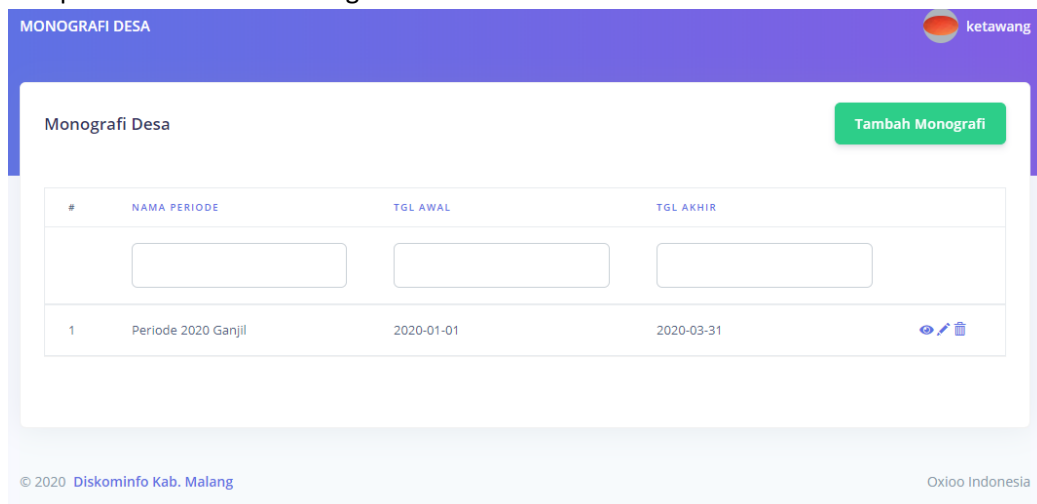 MONOGRAFI DESA
ketawang
Monografi Desa
Tambah Monografi
# NAMA PERIODE TGL AWAL TGL AKHIR
1 Periode 2020 Ganjil 2020-01-01 2020-03-31
© 2020 Diskominfo Kab. Malang
Oxioo Indonesia